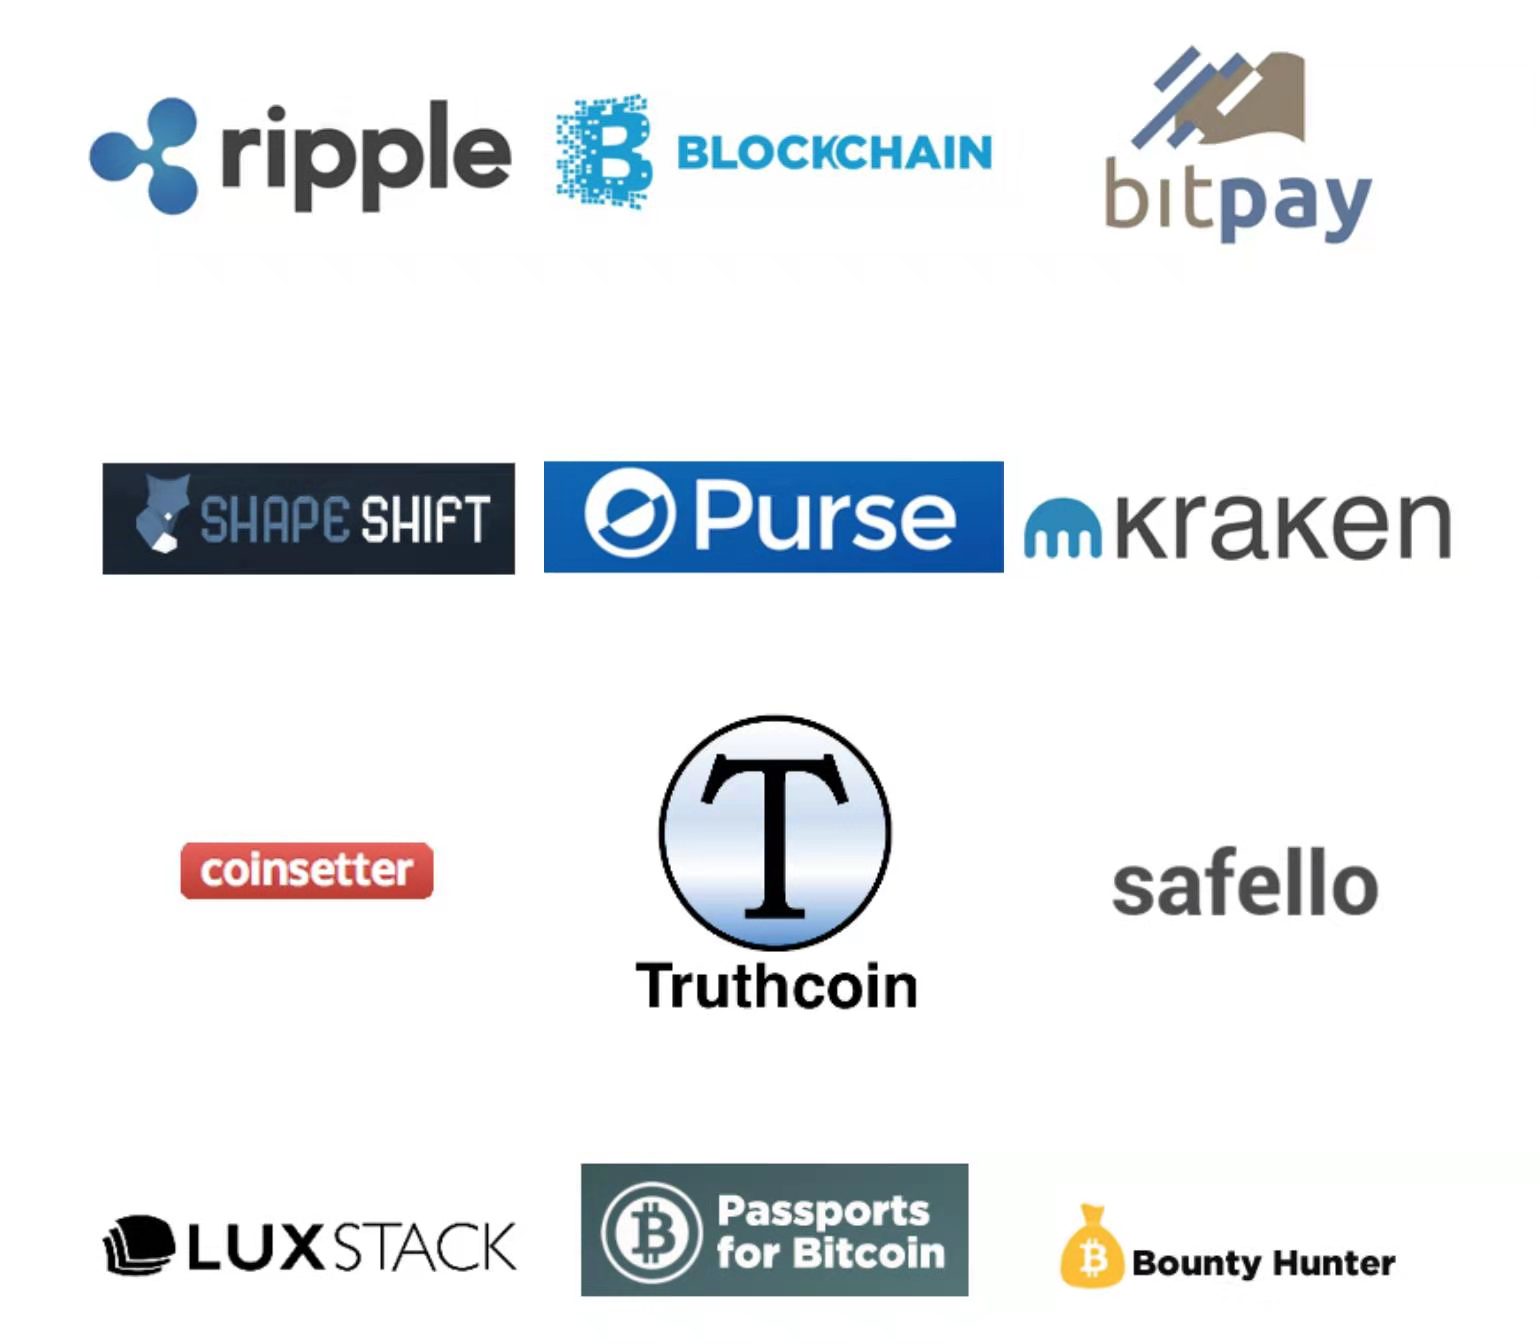 ripple
BLOCKCHAIN
bitpay
SHAPESHIFT
Purse
kraken
coinsetter
T
Truthcoin
safello
LUXSTACK
Passports
for Bitcoin
Bounty Hunter